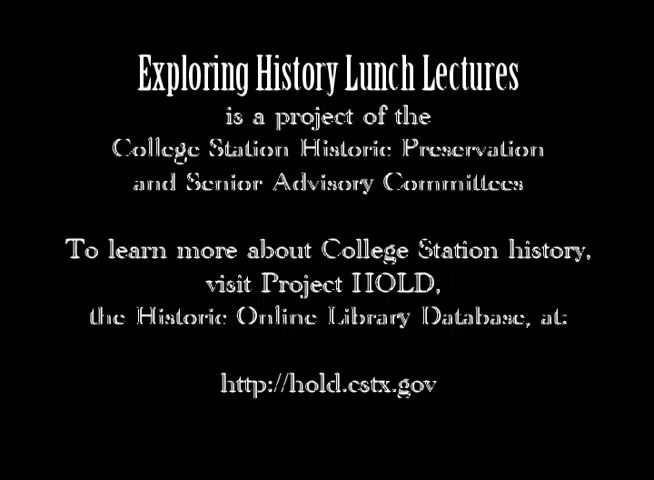 Exploring History Lunch Lectures
is a project of the
College Station Historic Preservation
and Senior Advisory Committees
To learn more about College Station history,
visit Project HOLD,
the Historic Online Library Database, at:
http://hold.cstx.gov